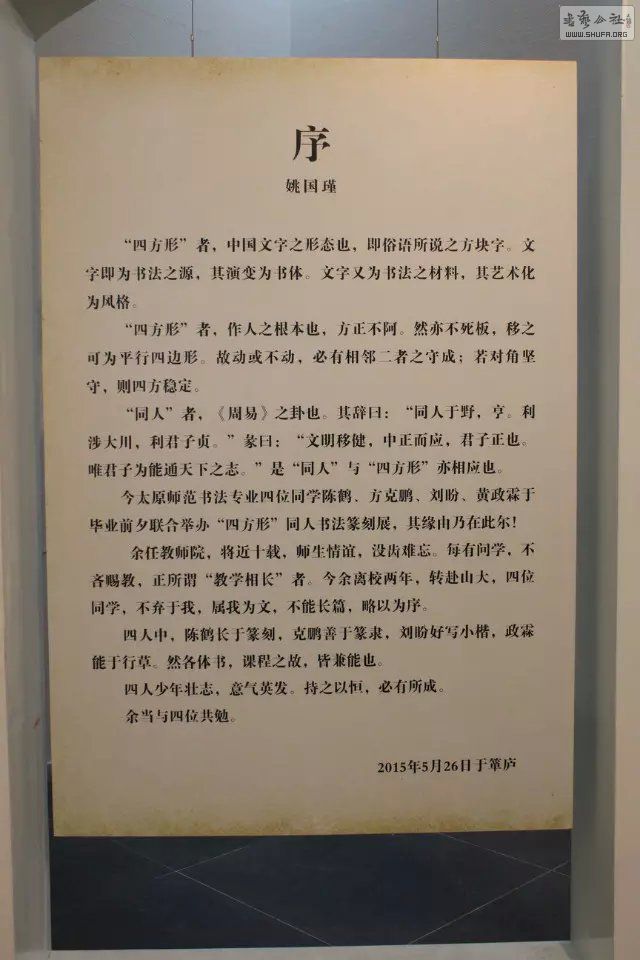 WWW.SHUFA.ORG
序
姚国瑾
“四方形”者，中国文字之形态也，即俗语所说之方块字。文
字即为书法之源，其演变为书体。文字又为书法之材料，其艺术化
为风格。
“四方形”者，作人之根本也，方正不阿。然亦不死板，移之
可为平行四边形。故动或不动，必有相邻二者之守成；若对角坚
守，则四方稳定。
“同人”者，《周易》之卦也。其辞曰：“同人于野，亨。利
涉大川，利君子贞。”彖曰：“文明移健，中正而应，君子正也。
唯君子为能通天下之志。”是“同人”与“四方形”亦相应也。
今太原师范书法专业四位同学陈鹤、方克鹏、刘盼、黄政霖于
毕业前夕联合举办“四方形”同人书法篆刻展，其缘由乃在此尔！
余任教师院，将近十载，师生情谊，没齿难忘。每有问学，不
吝赐教，正所谓“教学相长”者。今余离校两年，转赴山大，四位
同学，不弃于我，属我为文，不能长篇，略以为序。
四人中，陈鹤长于篆刻，克鹏善于篆隶，刘盼好写小楷，政霖
能于行草。然各体书，课程之故，皆兼能也。
四人少年壮志，意气英发。持之以恒，必有所成。
余当与四位共勉。
2015年5月26日于箪庐